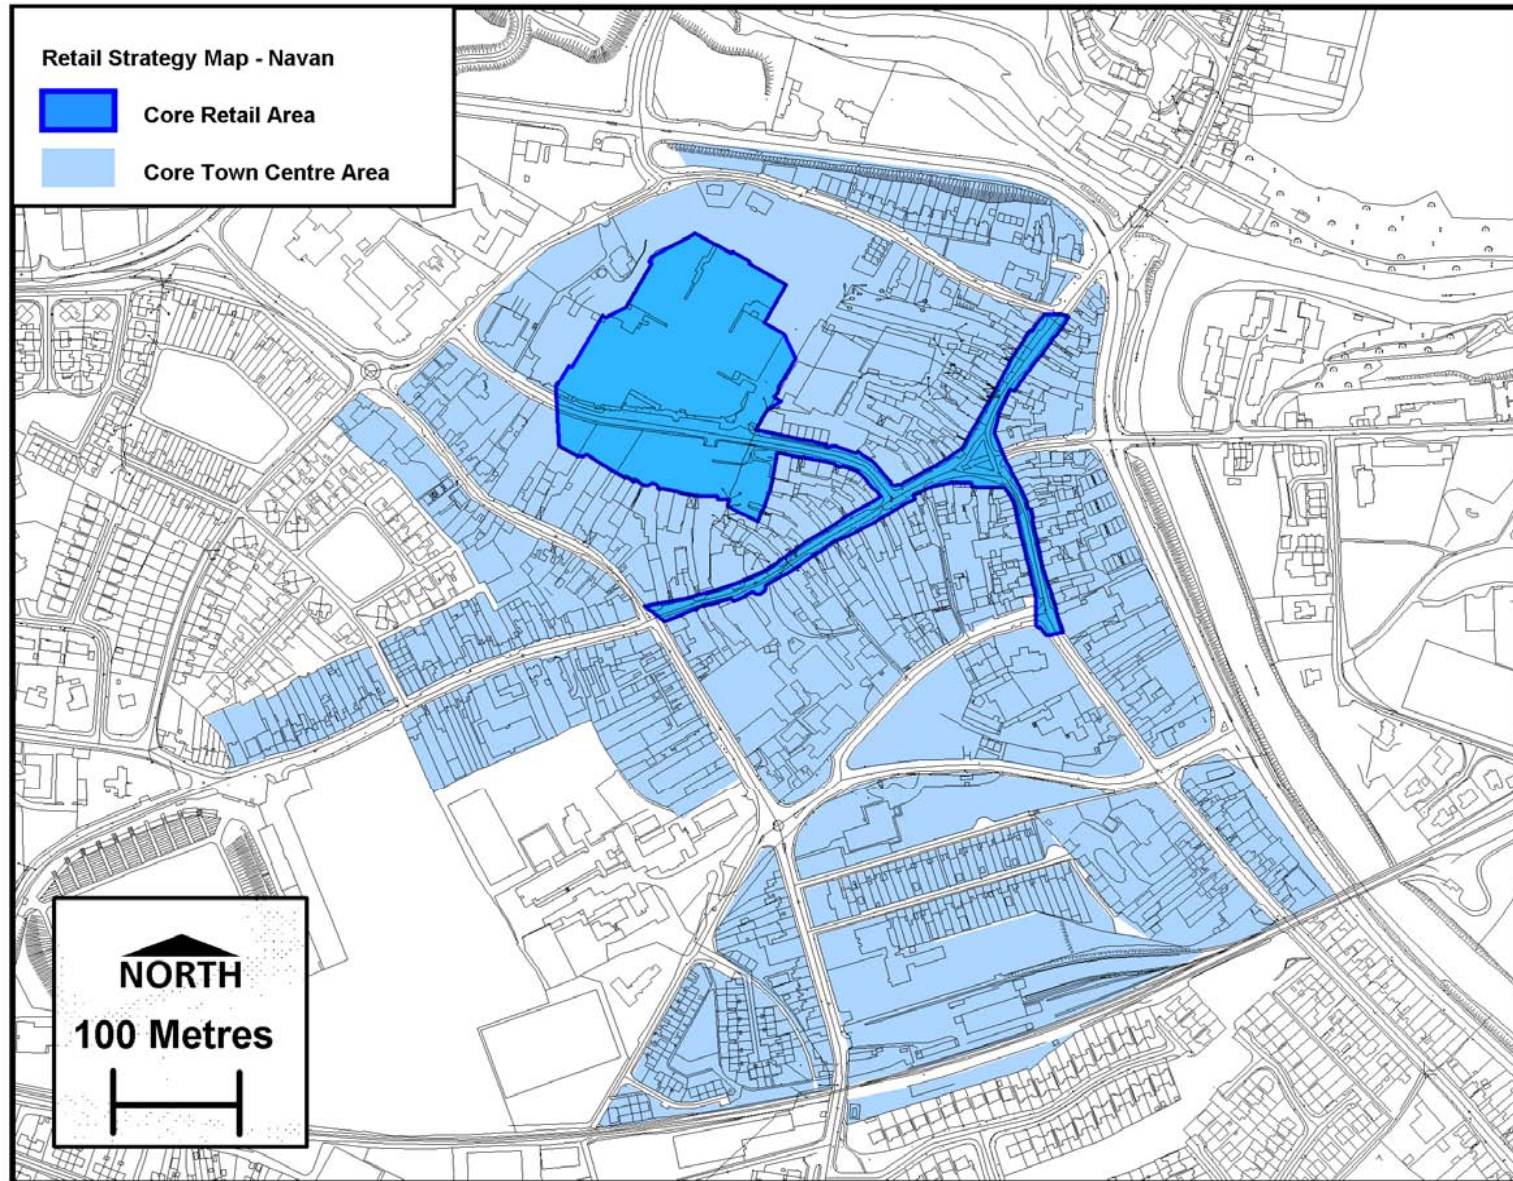 Retail Strategy Map - Navan
Core Retail Area
Core Town Centre Area
NORTH
100 Metres